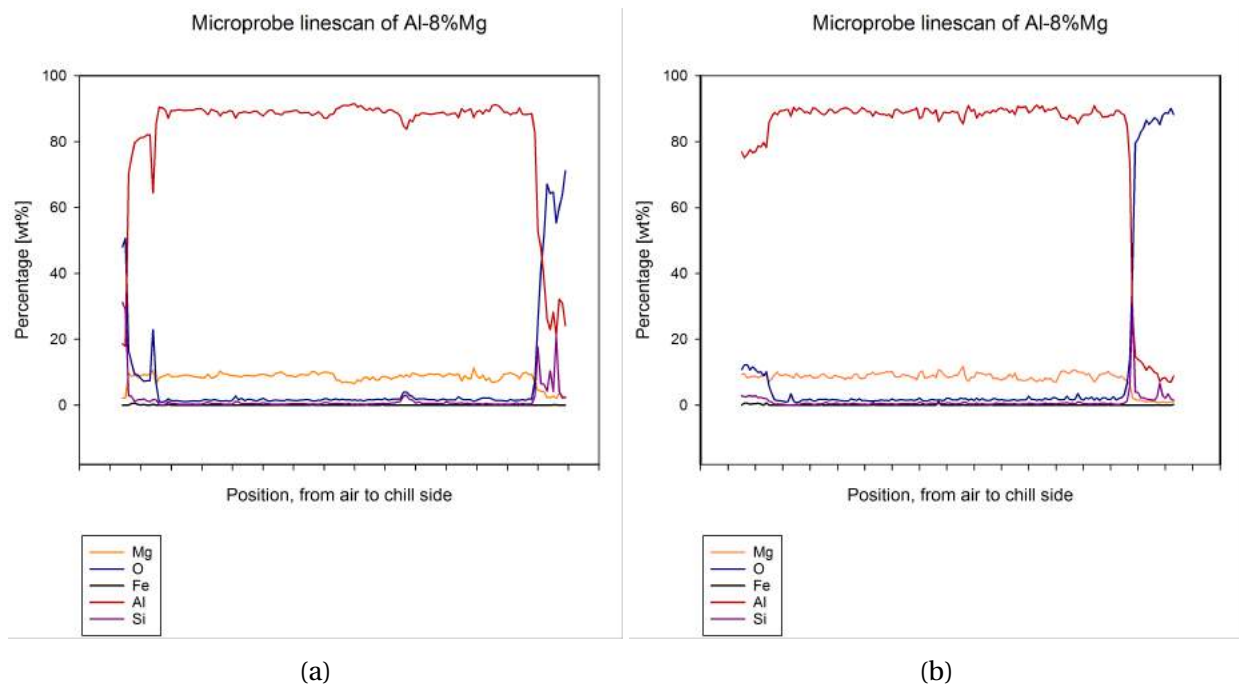 Microprobe linescan of Al-8%Mg
100
80
60
40
20
0
Percentage [wt%]
Position, from air to chill side
Mg
O
Fe
Al
Si
(a)
Microprobe linescan of Al-8%Mg
100
80
60
40
20
0
Percentage [wt%]
Position, from air to chill side
Mg
O
Fe
Al
Si
(b)